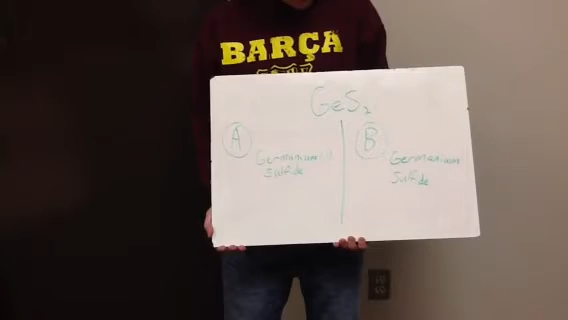 BARÇA
GeS₂
A
Germanium
Sulfide
B
Germanium
Sulfide